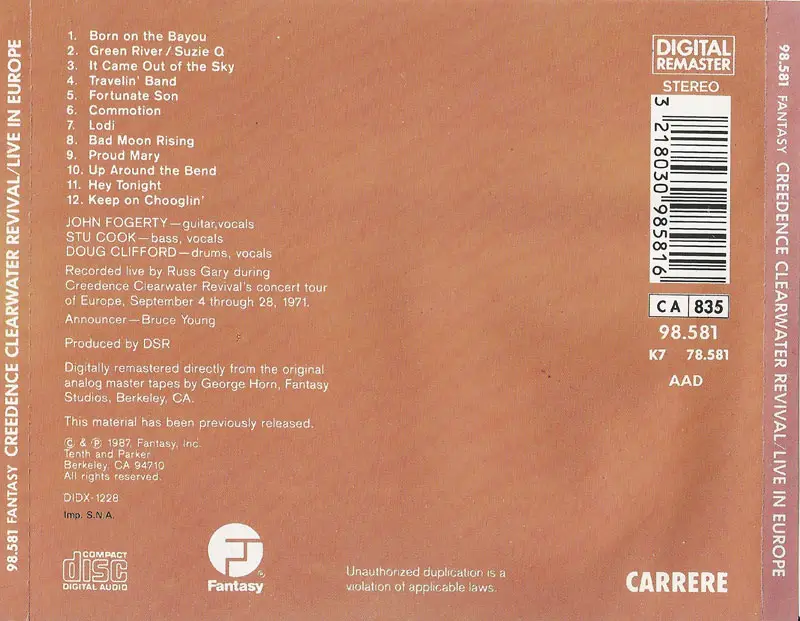 98.581 FANTASY CREEDENCE CLEARWATER REVIVAL/LIVE IN EUROPE
1. Born on the Bayou
2. Green River/Suzie Q
3. It Came Out of the Sky
4. Travelin' Band
5. Fortunate Son
6. Commotion
7. Lodi
8. Bad Moon Rising
9. Proud Mary
10. Up Around the Bend
11. Hey Tonight
12. Keep on Chooglin'
JOHN FOGERTY—guitar, vocals
STU COOK—bass, vocals
DOUG CLIFFORD—drums, vocals
Recorded live by Russ Gary during
Creedence Clearwater Revival's concert tour
of Europe, September 4 through 28, 1971.
Announcer—Bruce Young
Produced by DSR
Digitally remastered directly from the original
analog master tapes by George Horn, Fantasy
Studios, Berkeley, CA.
This material has been previously released.
© & ℗ 1987, Fantasy, Inc.
Tenth and Parker
Berkeley, CA 94710
All rights reserved.
DIDX-1228
Imp. S.N.A.
COMPACT
disc
DIGITAL AUDIO
Fantasy
Unauthorized duplication is a
violation of applicable laws.
DIGITAL
REMASTER
STEREO
3 218030 985816
CA 835
98.581
K7 78.581
AAD
CARRERE
98.581 FANTASY CREEDENCE CLEARWATER REVIVAL/LIVE IN EUROPE